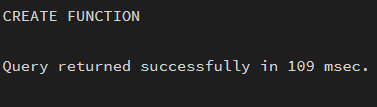 CREATE FUNCTION
Query returned successfully in 109 msec.